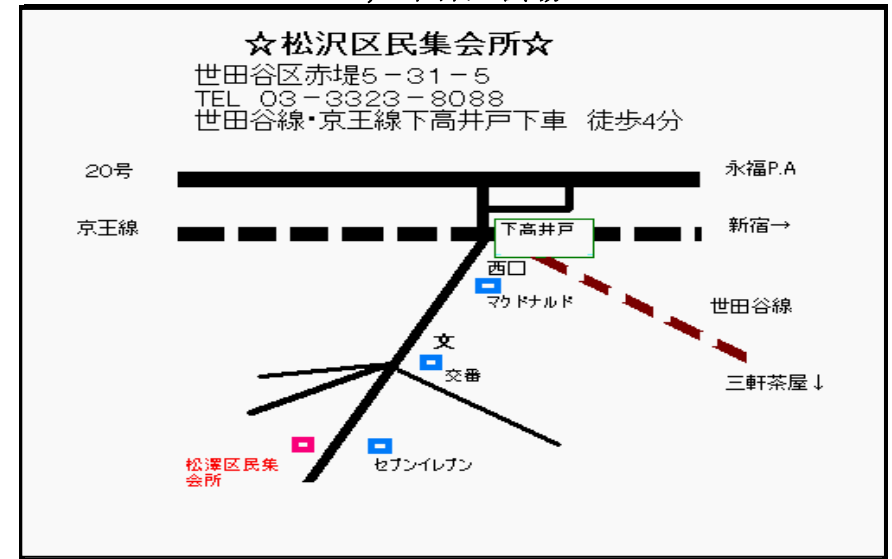 ☆松沢区民集会所☆
世田谷区赤堤5－31－5
TEL 03－3323－8088
世田谷線・京王線下高井戸下車 徒歩4分
20号
永福P.A
京王線
下高井戸
新宿→
西口
マクドナルド
世田谷線
文
交番
三軒茶屋↓
松澤区民集
会所
セブンイレブン